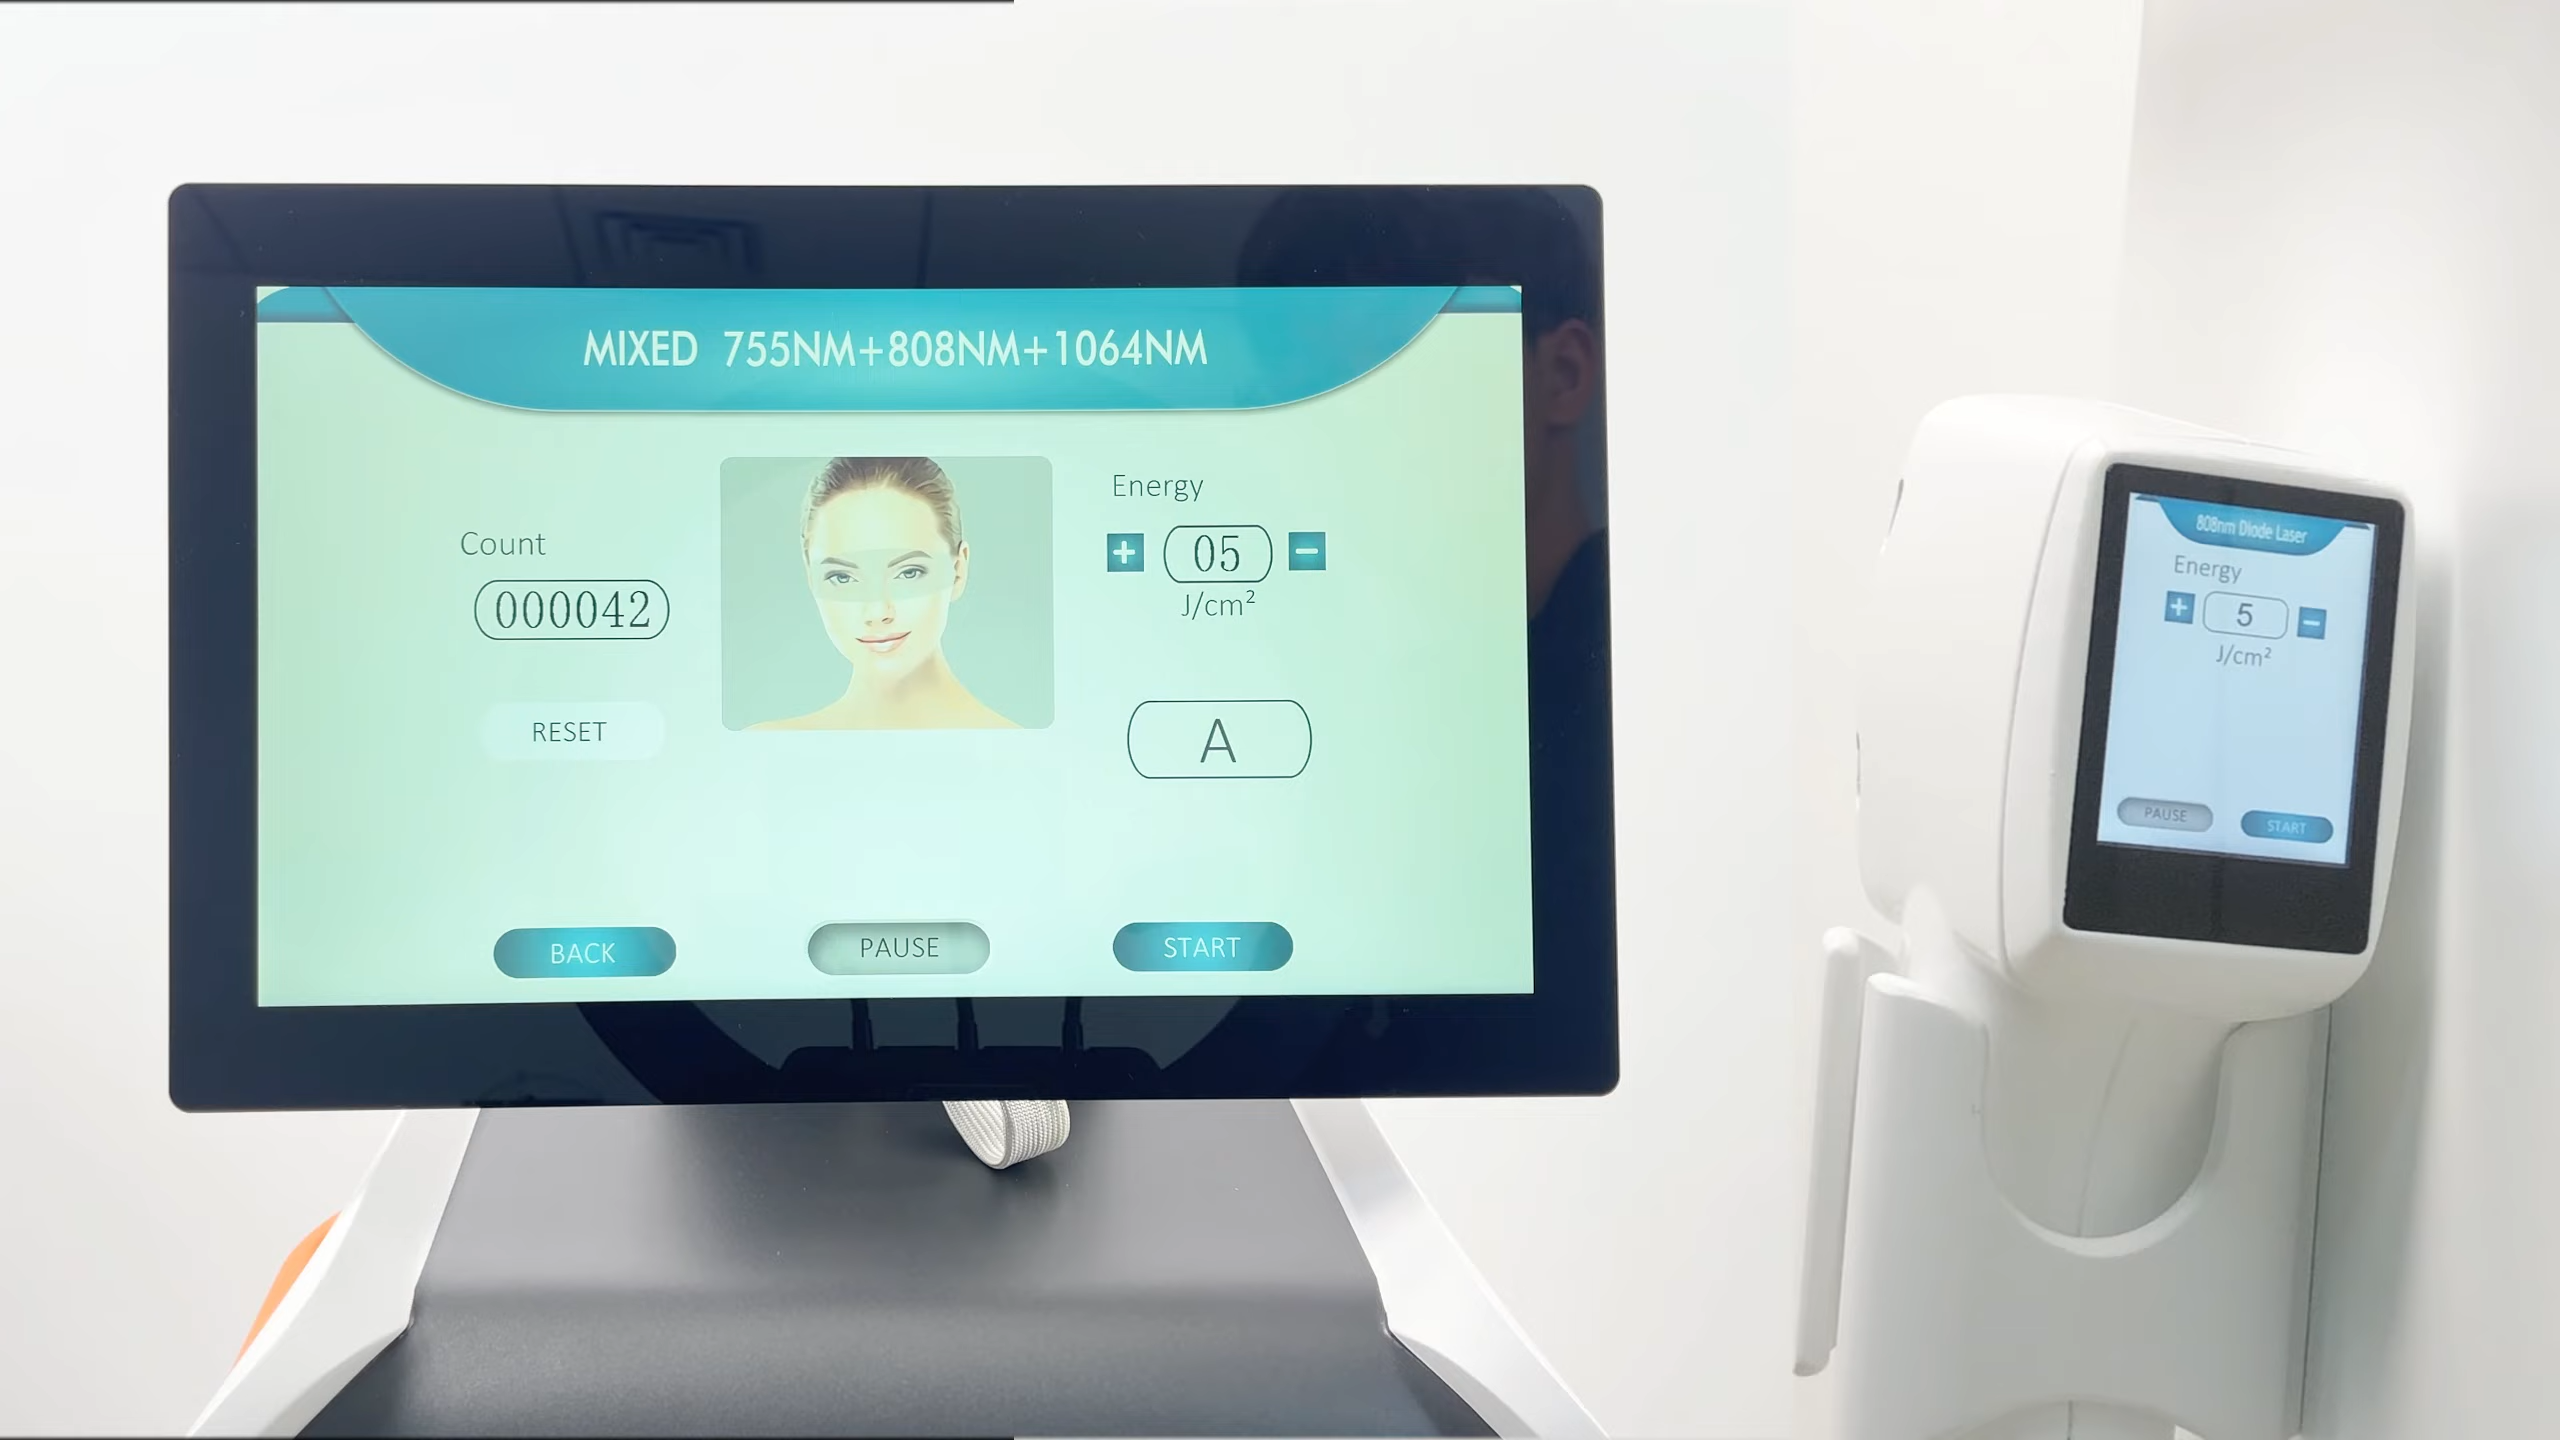 MIXED 755NM+808NM+1064NM
Energy
+ 05 −
J/cm²
Count
000042
RESET
A
BACK PAUSE START
808nm Diode Laser
Energy
+ 5 −
J/cm²
PAUSE START